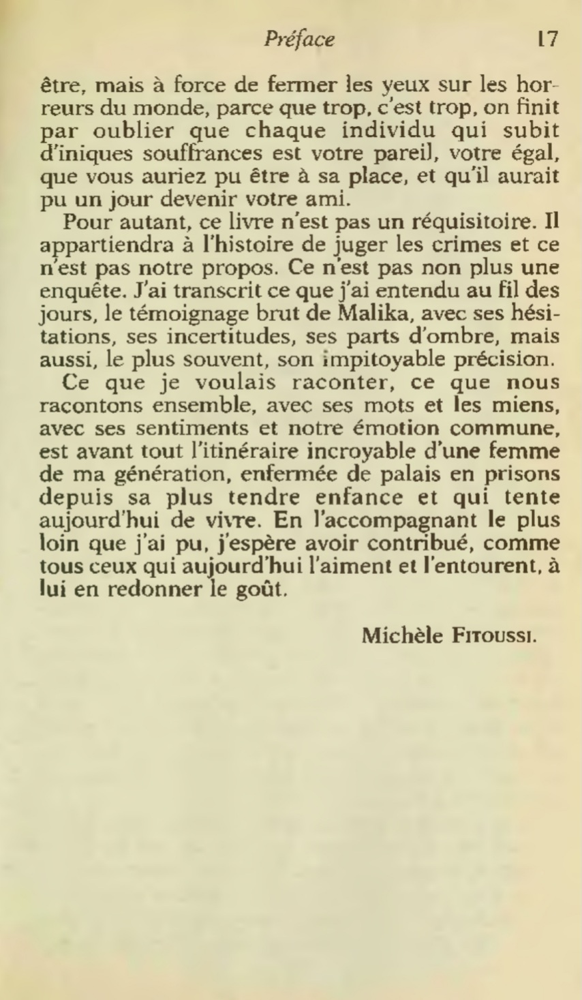 Préface 17
être, mais à force de fermer les yeux sur les hor-
reurs du monde, parce que trop, c'est trop, on finit
par oublier que chaque individu qui subit
d'iniques souffrances est votre pareil, votre égal,
que vous auriez pu être à sa place, et qu'il aurait
pu un jour devenir votre ami.
Pour autant, ce livre n'est pas un réquisitoire. Il
appartiendra à l'histoire de juger les crimes et ce
n'est pas notre propos. Ce n'est pas non plus une
enquête. J'ai transcrit ce que j'ai entendu au fil des
jours, le témoignage brut de Malika, avec ses hési-
tations, ses incertitudes, ses parts d'ombre, mais
aussi, le plus souvent, son impitoyable précision.
Ce que je voulais raconter, ce que nous
racontons ensemble, avec ses mots et les miens,
avec ses sentiments et notre émotion commune,
est avant tout l'itinéraire incroyable d'une femme
de ma génération, enfermée de palais en prisons
depuis sa plus tendre enfance et qui tente
aujourd'hui de vivre. En l'accompagnant le plus
loin que j'ai pu, j'espère avoir contribué, comme
tous ceux qui aujourd'hui l'aiment et l'entourent, à
lui en redonner le goût.
Michèle FITOUSSI.